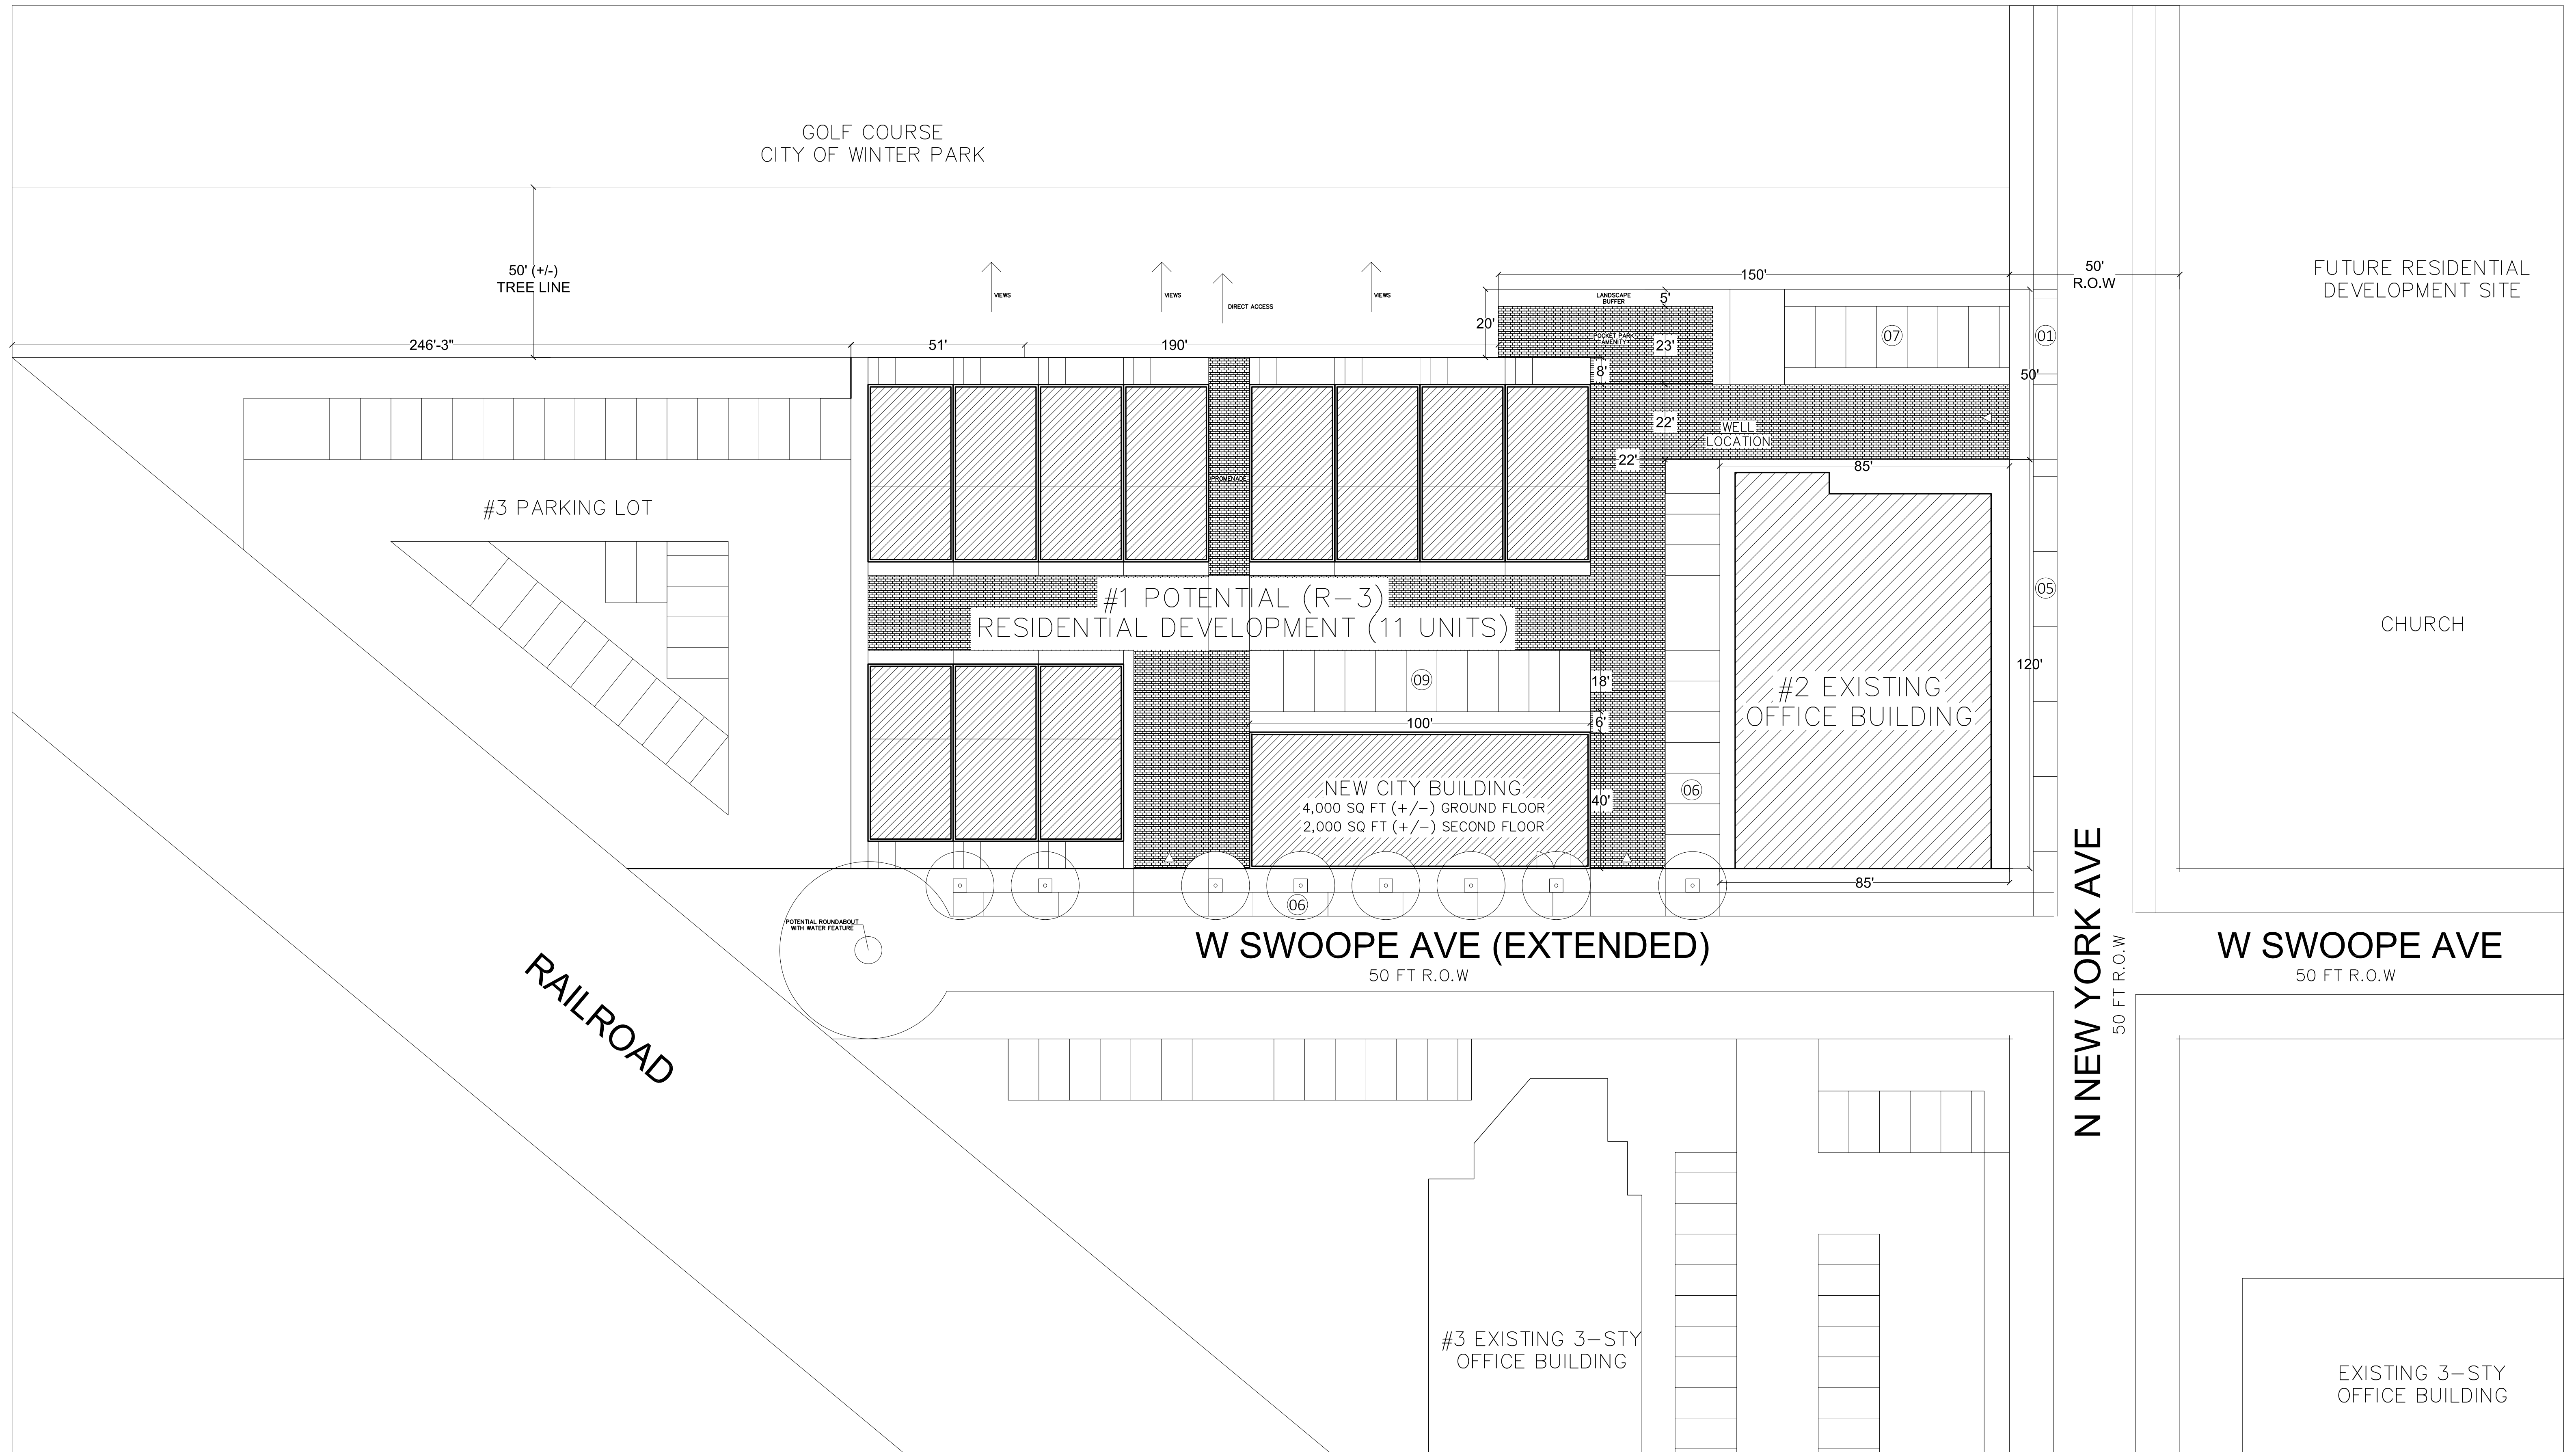 GOLF COURSE
CITY OF WINTER PARK
50' (+/-)
TREE LINE
VIEWS
VIEWS
DIRECT ACCESS
VIEWS
150'
50'
R.O.W
FUTURE RESIDENTIAL
DEVELOPMENT SITE
LANDSCAPE
BUFFER
5'
20'
POCKET PARK
AMENITY
23'
07
01
246'-3"
51'
190'
8'
50'
22'
WELL
LOCATION
22'
85'
PROMENADE
#3 PARKING LOT
05
#1 POTENTIAL (R-3)
RESIDENTIAL DEVELOPMENT (11 UNITS)
CHURCH
120'
09
18'
#2 EXISTING
OFFICE BUILDING
100'
6'
NEW CITY BUILDING
4,000 SQ FT (+/-) GROUND FLOOR
2,000 SQ FT (+/-) SECOND FLOOR
40'
06
85'
06
POTENTIAL ROUNDABOUT
WITH WATER FEATURE
W SWOOPE AVE (EXTENDED)
50 FT R.O.W
N NEW YORK AVE
50 FT R.O.W
W SWOOPE AVE
50 FT R.O.W
RAILROAD
#3 EXISTING 3-STY
OFFICE BUILDING
EXISTING 3-STY
OFFICE BUILDING